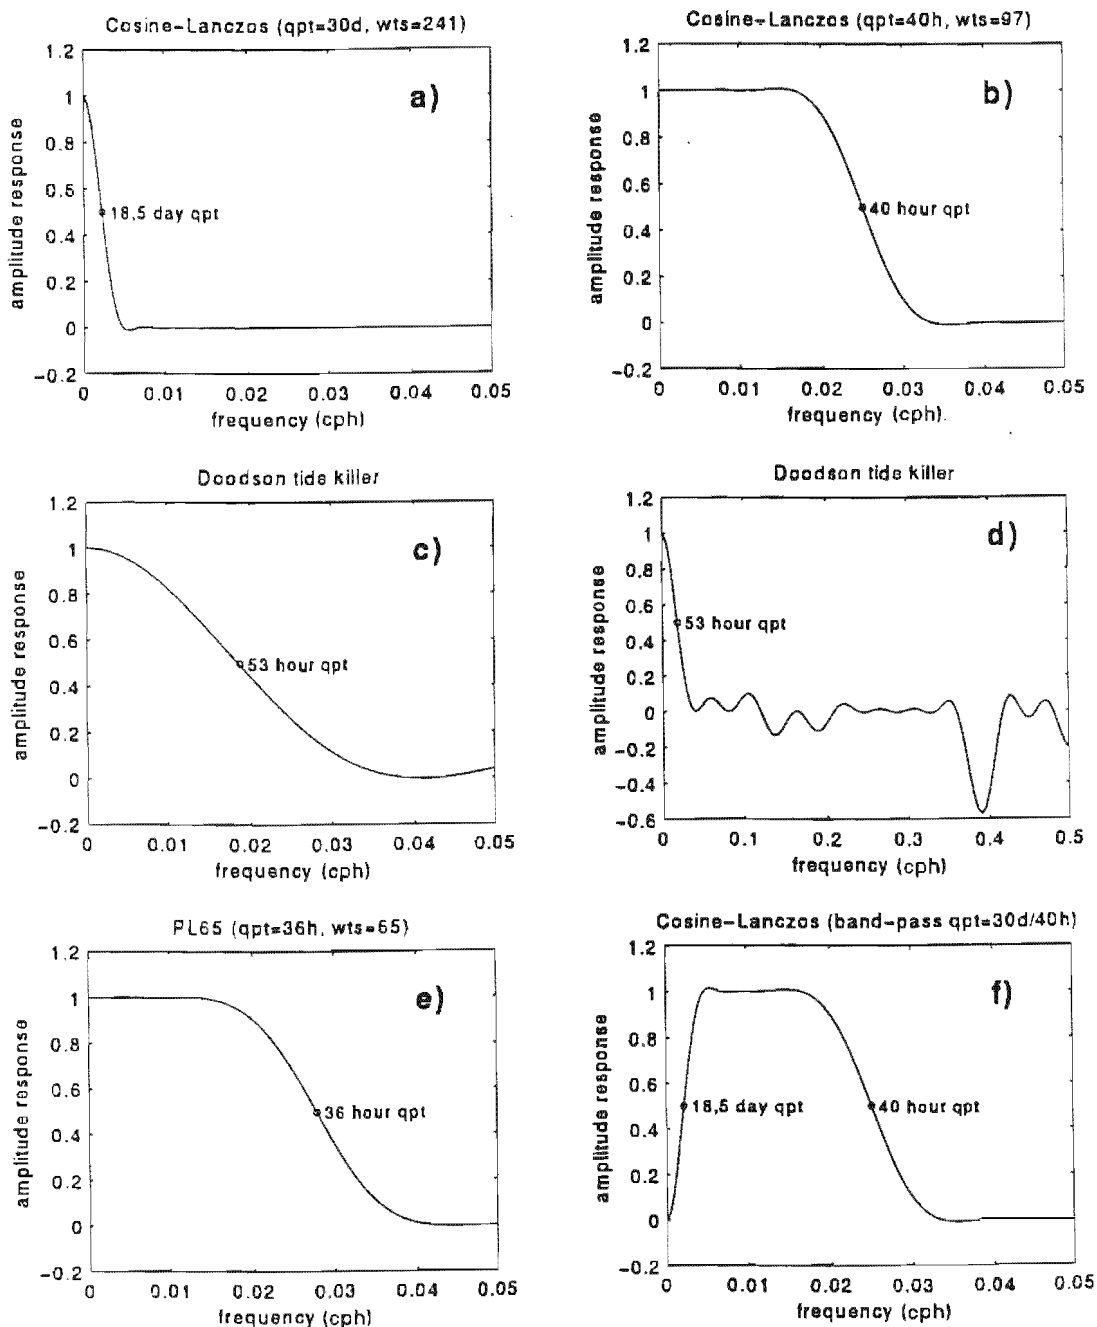 Cosine-Lanczos (qpt=30d, wts=241)
1.2
1
0.8
0.6
0.4
0.2
0
-0.2
amplitude response
a)
18,5 day qpt
0 0.01 0.02 0.03 0.04 0.05
frequency (cph)
Cosine-Lanczos (qpt=40h, wts=97)
1.2
1
0.8
0.6
0.4
0.2
0
-0.2
amplitude response
b)
40 hour qpt
0 0.01 0.02 0.03 0.04 0.05
frequency (cph)
Doodson tide killer
1.2
1
0.8
0.6
0.4
0.2
0
-0.2
amplitude response
c)
53 hour qpt
0 0.01 0.02 0.03 0.04 0.05
frequency (cph)
Doodson tide killer
1.2
1
0.8
0.6
0.4
0.2
0
-0.2
-0.4
-0.6
amplitude response
d)
53 hour qpt
0 0.1 0.2 0.3 0.4 0.5
frequency (cph)
PL65 (qpt=36h, wts=65)
1.2
1
0.8
0.6
0.4
0.2
0
-0.2
amplitude response
e)
36 hour qpt
0 0.01 0.02 0.03 0.04 0.05
frequency (cph)
Cosine-Lanczos (band-pass qpt=30d/40h)
1.2
1
0.8
0.6
0.4
0.2
0
-0.2
amplitude response
f)
18,5 day qpt
40 hour qpt
0 0.01 0.02 0.03 0.04 0.05
frequency (cph)